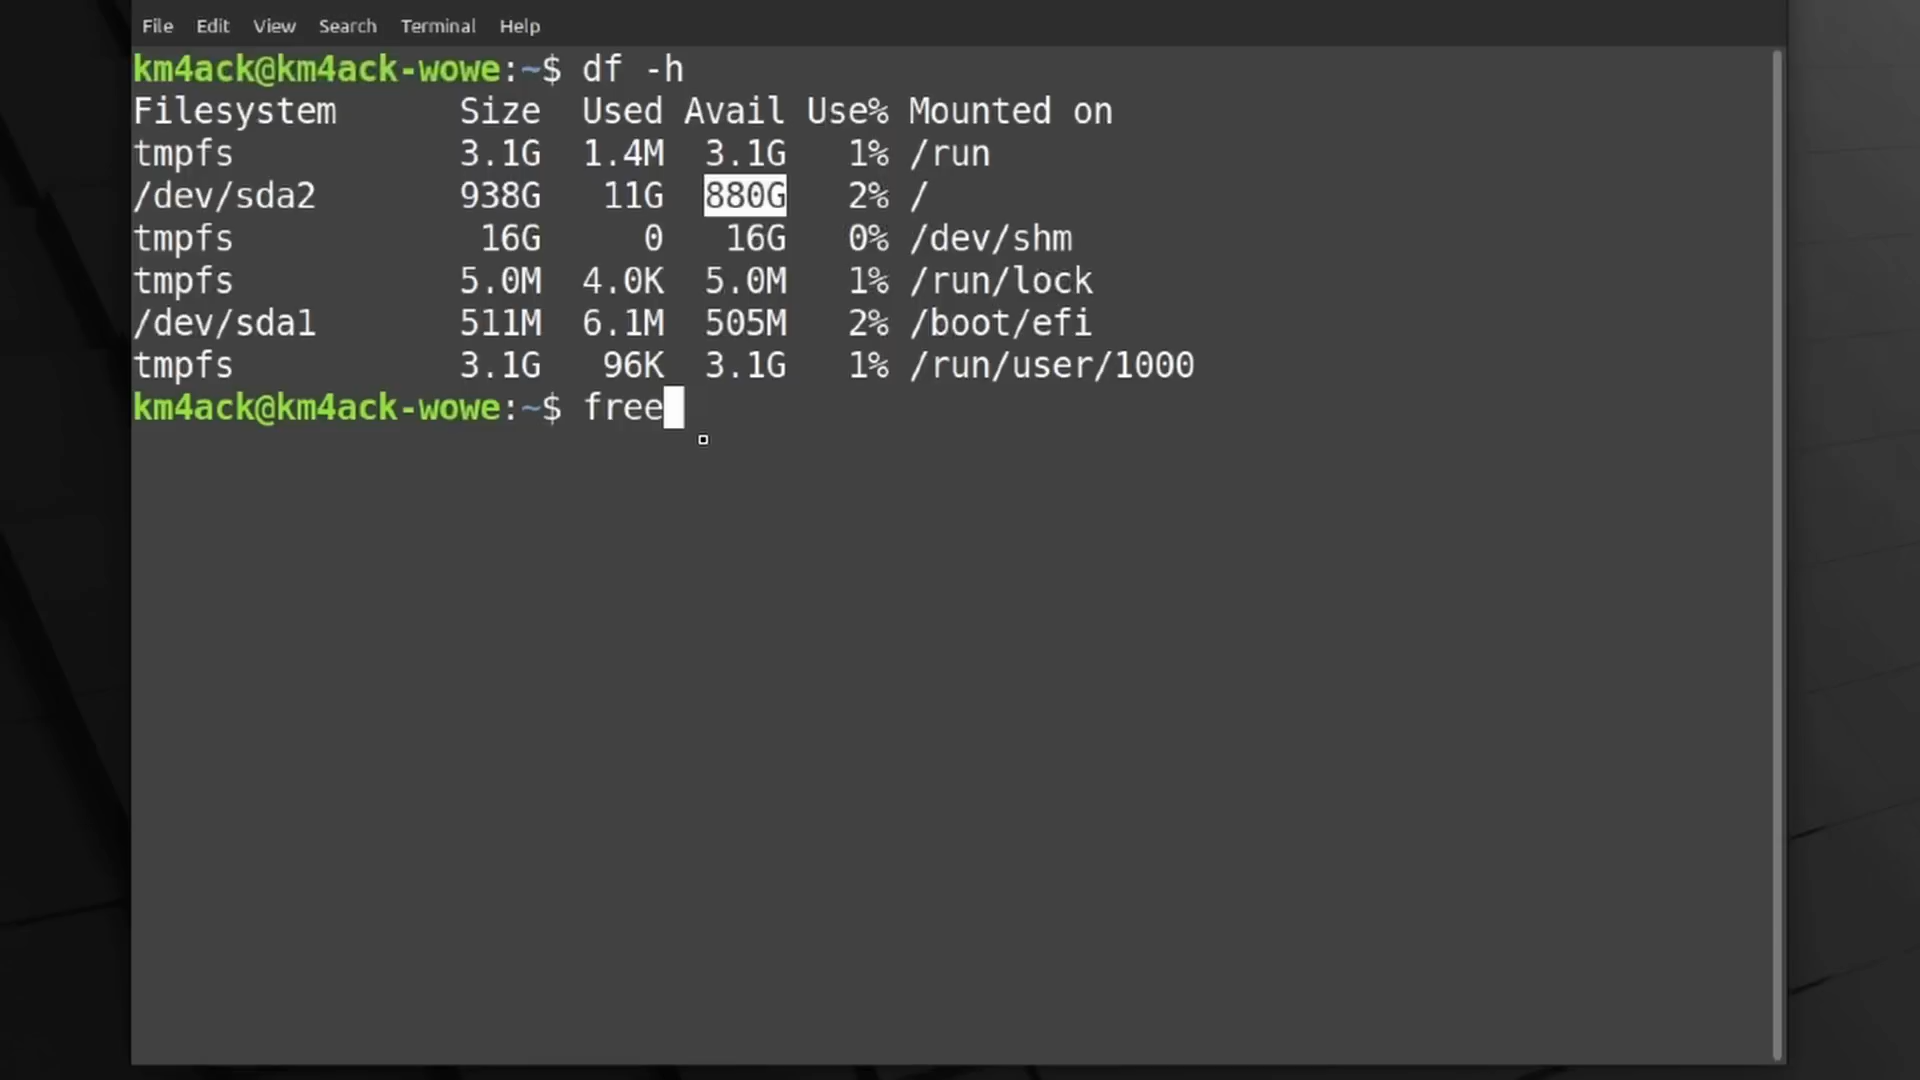 File Edit View Search Terminal Help
km4ack@km4ack-wowe:~$ df -h
Filesystem      Size  Used Avail Use% Mounted on
tmpfs           3.1G  1.4M  3.1G   1% /run
/dev/sda2       938G   11G  880G   2% /
tmpfs            16G     0   16G   0% /dev/shm
tmpfs           5.0M  4.0K  5.0M   1% /run/lock
/dev/sda1       511M  6.1M  505M   2% /boot/efi
tmpfs           3.1G   96K  3.1G   1% /run/user/1000
km4ack@km4ack-wowe:~$ free